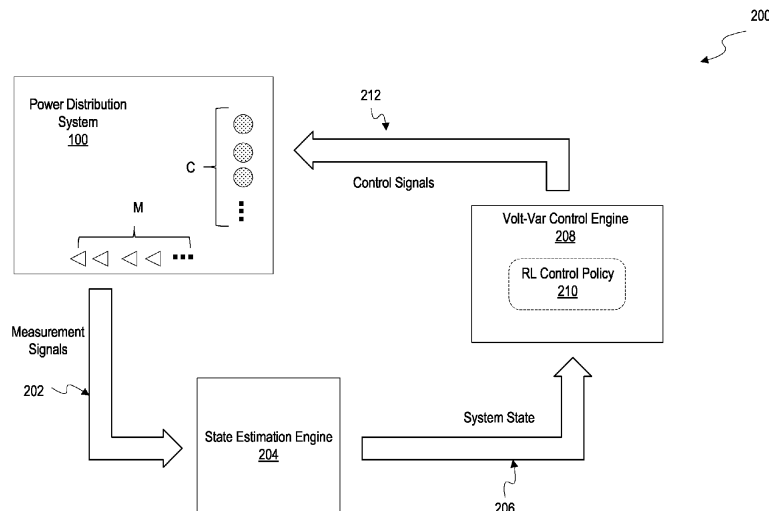 200
Power Distribution
System
100
C
M
212
Control Signals
Volt-Var Control Engine
208
RL Control Policy
210
Measurement
Signals
202
State Estimation Engine
204
System State
206